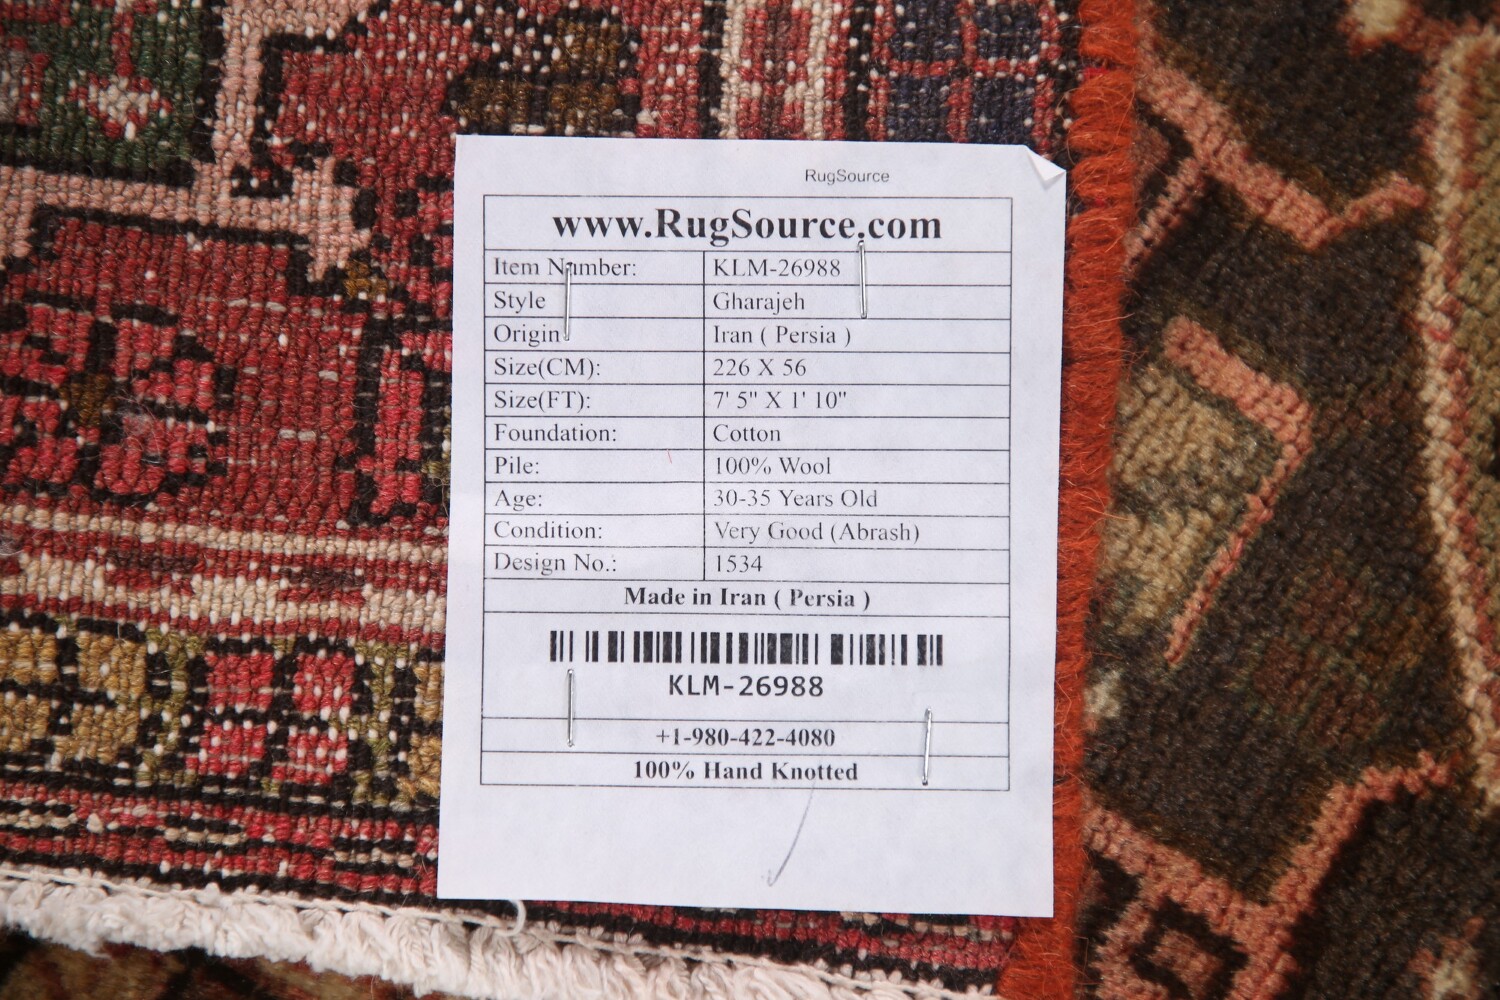 RugSource
www.RugSource.com
Item Number: KLM-26988
Style Gharajeh
Origin Iran ( Persia )
Size(CM): 226 X 56
Size(FT): 7' 5" X 1' 10"
Foundation: Cotton
Pile: 100% Wool
Age: 30-35 Years Old
Condition: Very Good (Abrash)
Design No.: 1534
Made in Iran ( Persia )
KLM-26988
+1-980-422-4080
100% Hand Knotted